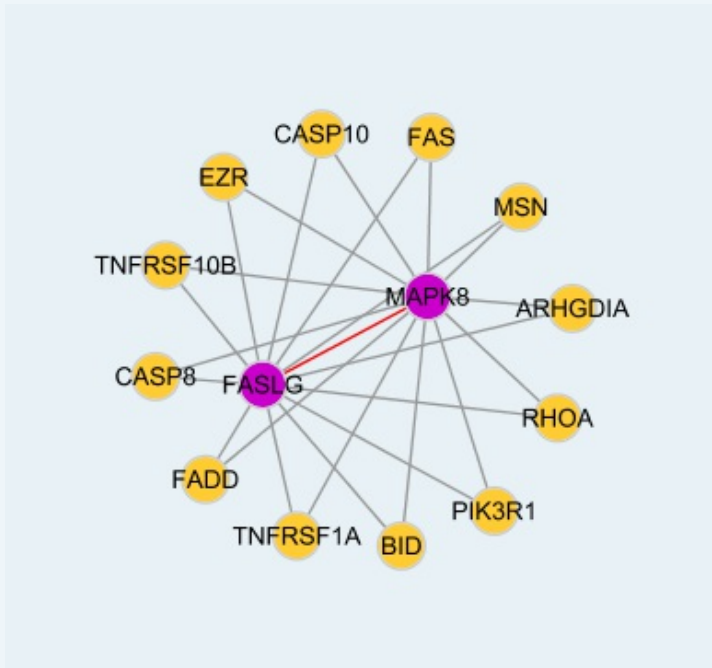 CASP10
FAS
EZR
MSN
TNFRSF10B
MAPK8
ARHGDIA
CASP8
FASLG
RHOA
FADD
PIK3R1
TNFRSF1A
BID